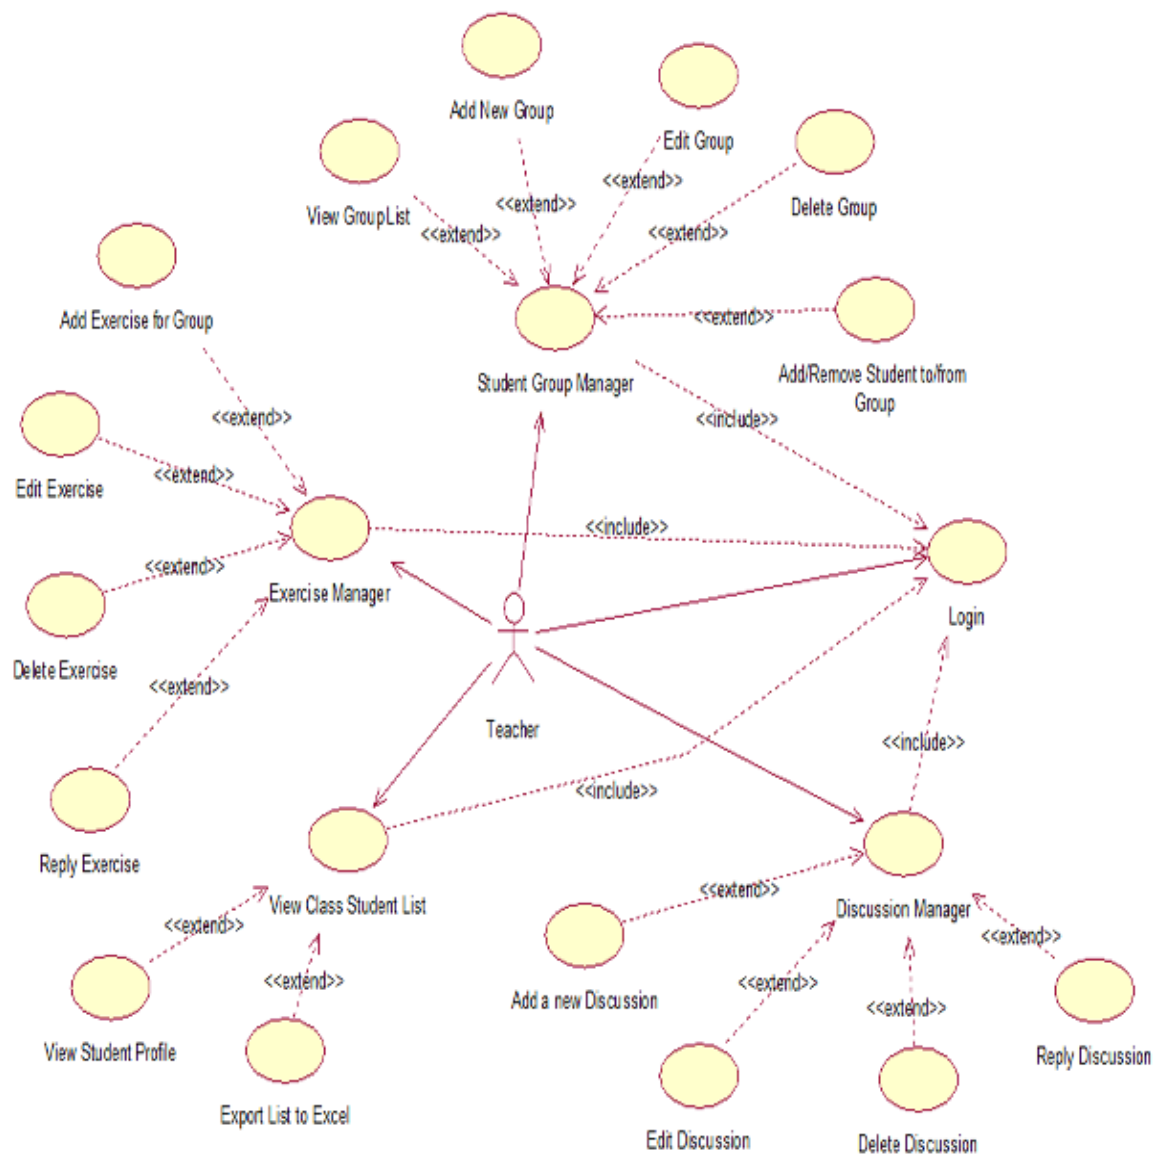 Add New Group
Edit Group
View GroupList
Delete Group
<<extend>>
<<extend>>
<<extend>>
<<extend>>
Add Exercise for Group
<<extend>>
Student Group Manager
Add/Remove Student to/from
Group
<<extend>>
<<include>>
Edit Exercise
<<extend>>
<<include>>
<<extend>>
Exercise Manager
Login
Delete Exercise
<<extend>>
Teacher
<<include>>
<<include>>
Reply Exercise
View Class Student List
<<extend>>
Discussion Manager
<<extend>>
<<extend>>
<<extend>>
<<extend>>
Add a new Discussion
<<extend>>
<<extend>>
View Student Profile
Reply Discussion
Export List to Excel
Edit Discussion
Delete Discussion